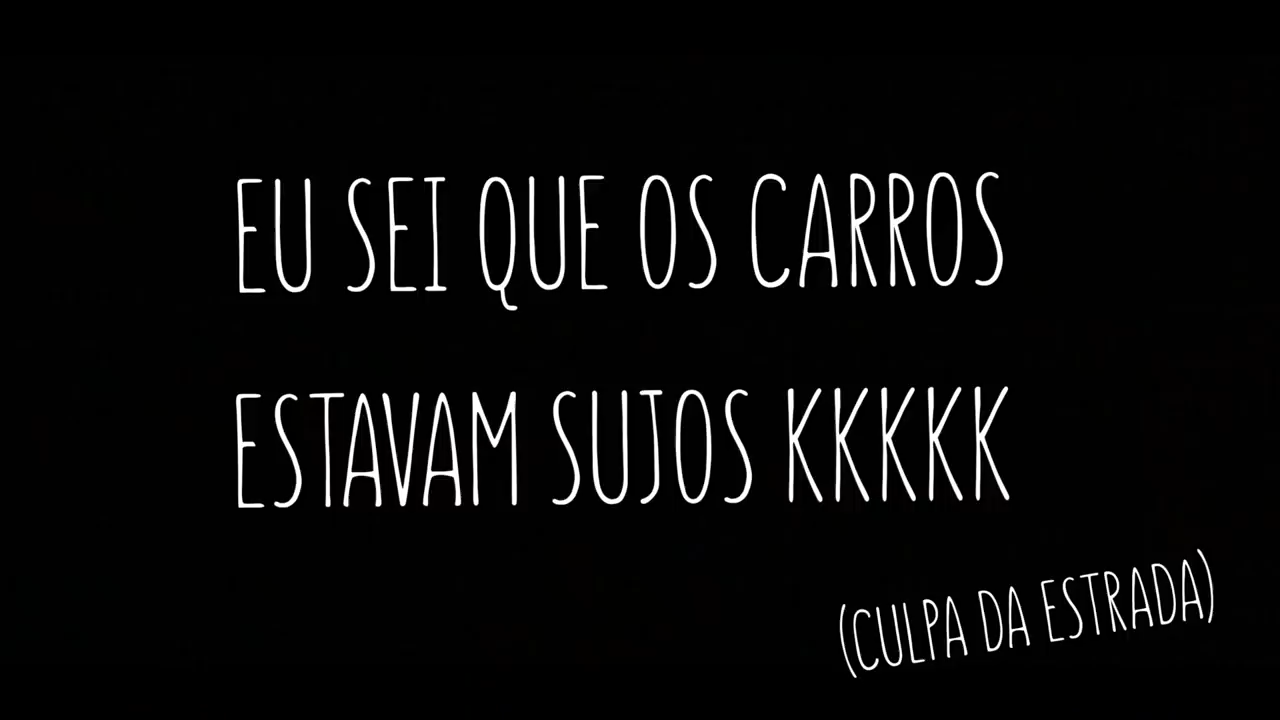 EU SEI QUE OS CARROS
ESTAVAM SUJOS KKKKK
(CULPA DA ESTRADA)